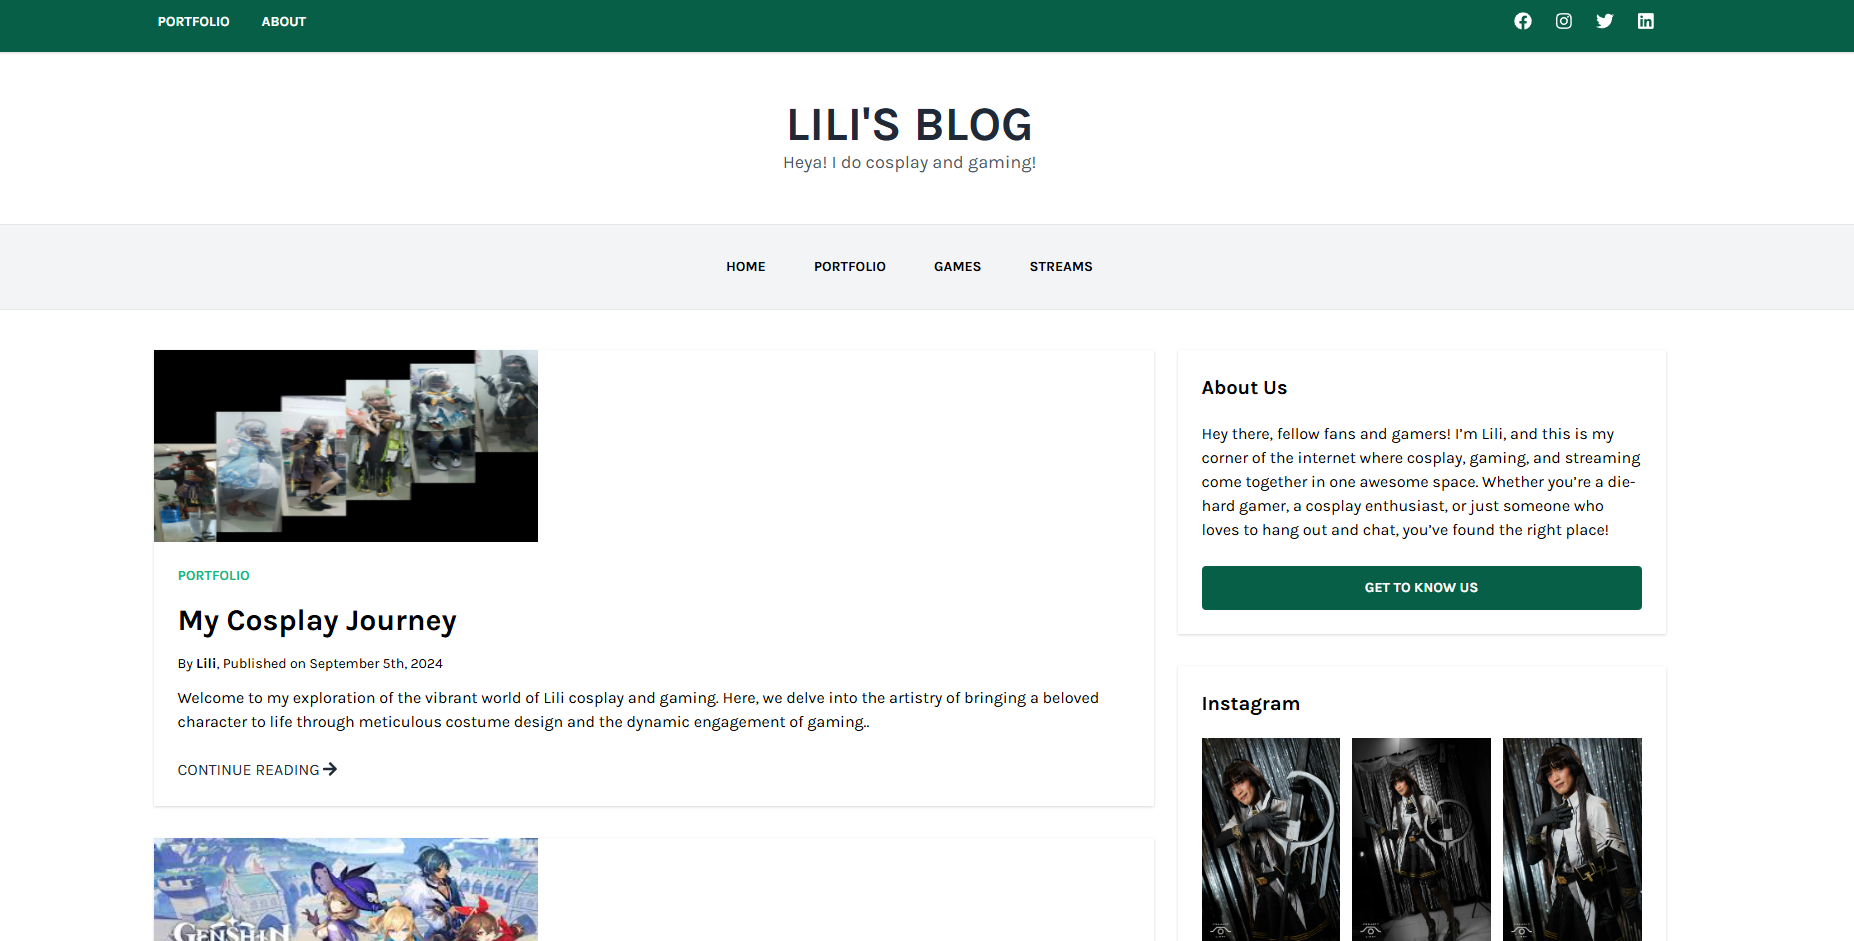 PORTFOLIO ABOUT
LILI'S BLOG
Heya! I do cosplay and gaming!
HOME PORTFOLIO GAMES STREAMS
PORTFOLIO
My Cosplay Journey
By Lili, Published on September 5th, 2024
Welcome to my exploration of the vibrant world of Lili cosplay and gaming. Here, we delve into the artistry of bringing a beloved
character to life through meticulous costume design and the dynamic engagement of gaming..
CONTINUE READING
GENSHIN
About Us
Hey there, fellow fans and gamers! I’m Lili, and this is my
corner of the internet where cosplay, gaming, and streaming
come together in one awesome space. Whether you’re a die-
hard gamer, a cosplay enthusiast, or just someone who
loves to hang out and chat, you’ve found the right place!
GET TO KNOW US
Instagram